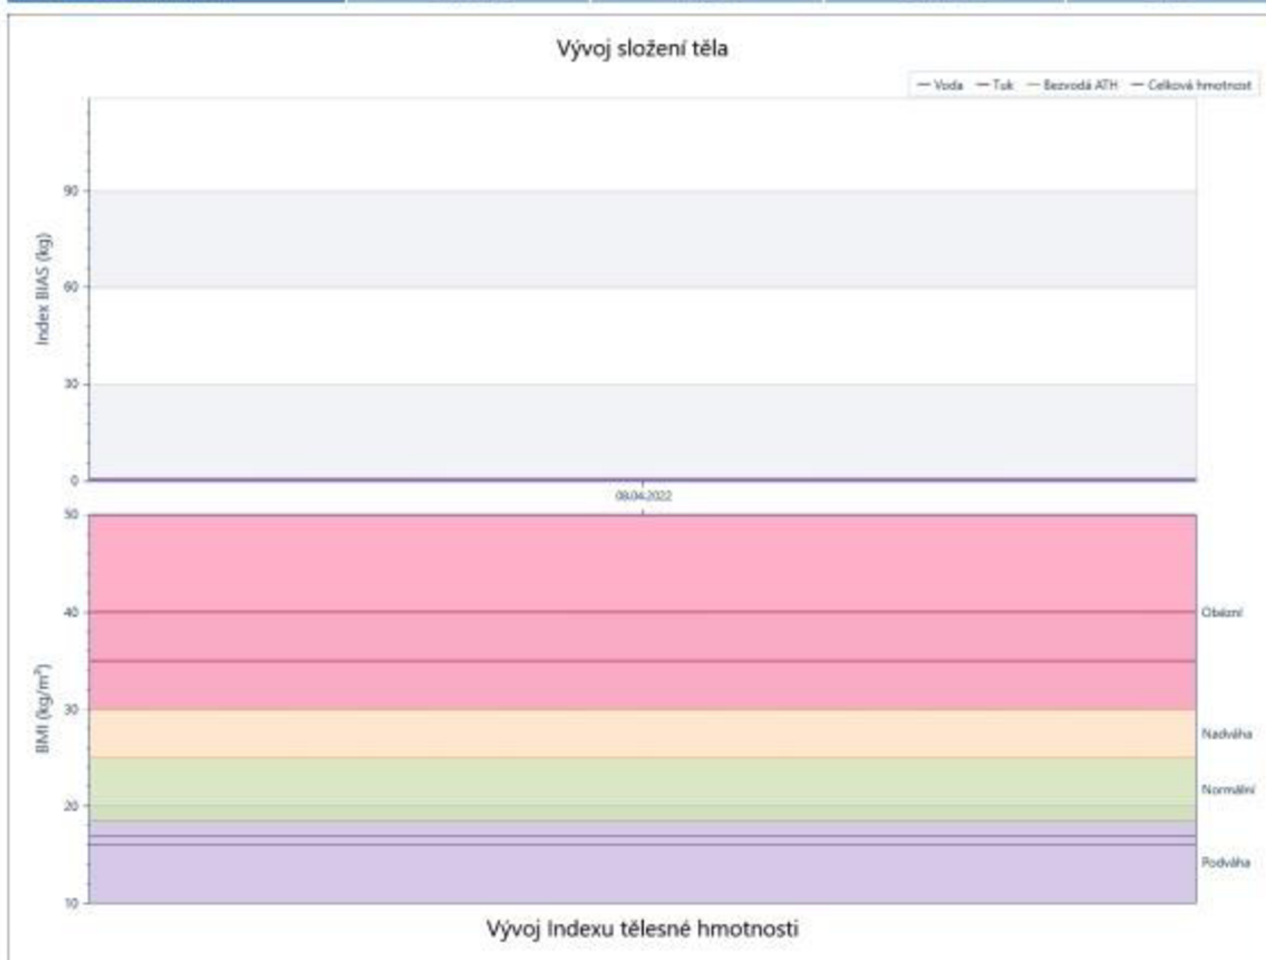 Vývoj složení těla
Voda Tuk Bezvodá ATH Celková hmotnost
90
60
30
0
Index BIAS (kg)
08.04.2022
50
40
30
20
10
BMI (kg/m²)
Obézní
Nadváha
Normální
Podváha
Vývoj Indexu tělesné hmotnosti